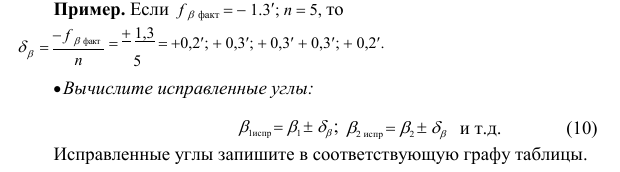 Пример. Если f β факт = – 1.3′; n = 5, то
δ β = –f β факт / n = ± 1,3 / 5 = +0,2′; + 0,3′; + 0,3′ + 0,3′; + 0,2′.
• Вычислите исправленные углы:
β1испр = β1 ± δβ; β2 испр = β2 ± δβ и т.д. (10)
Исправленные углы запишите в соответствующую графу таблицы.